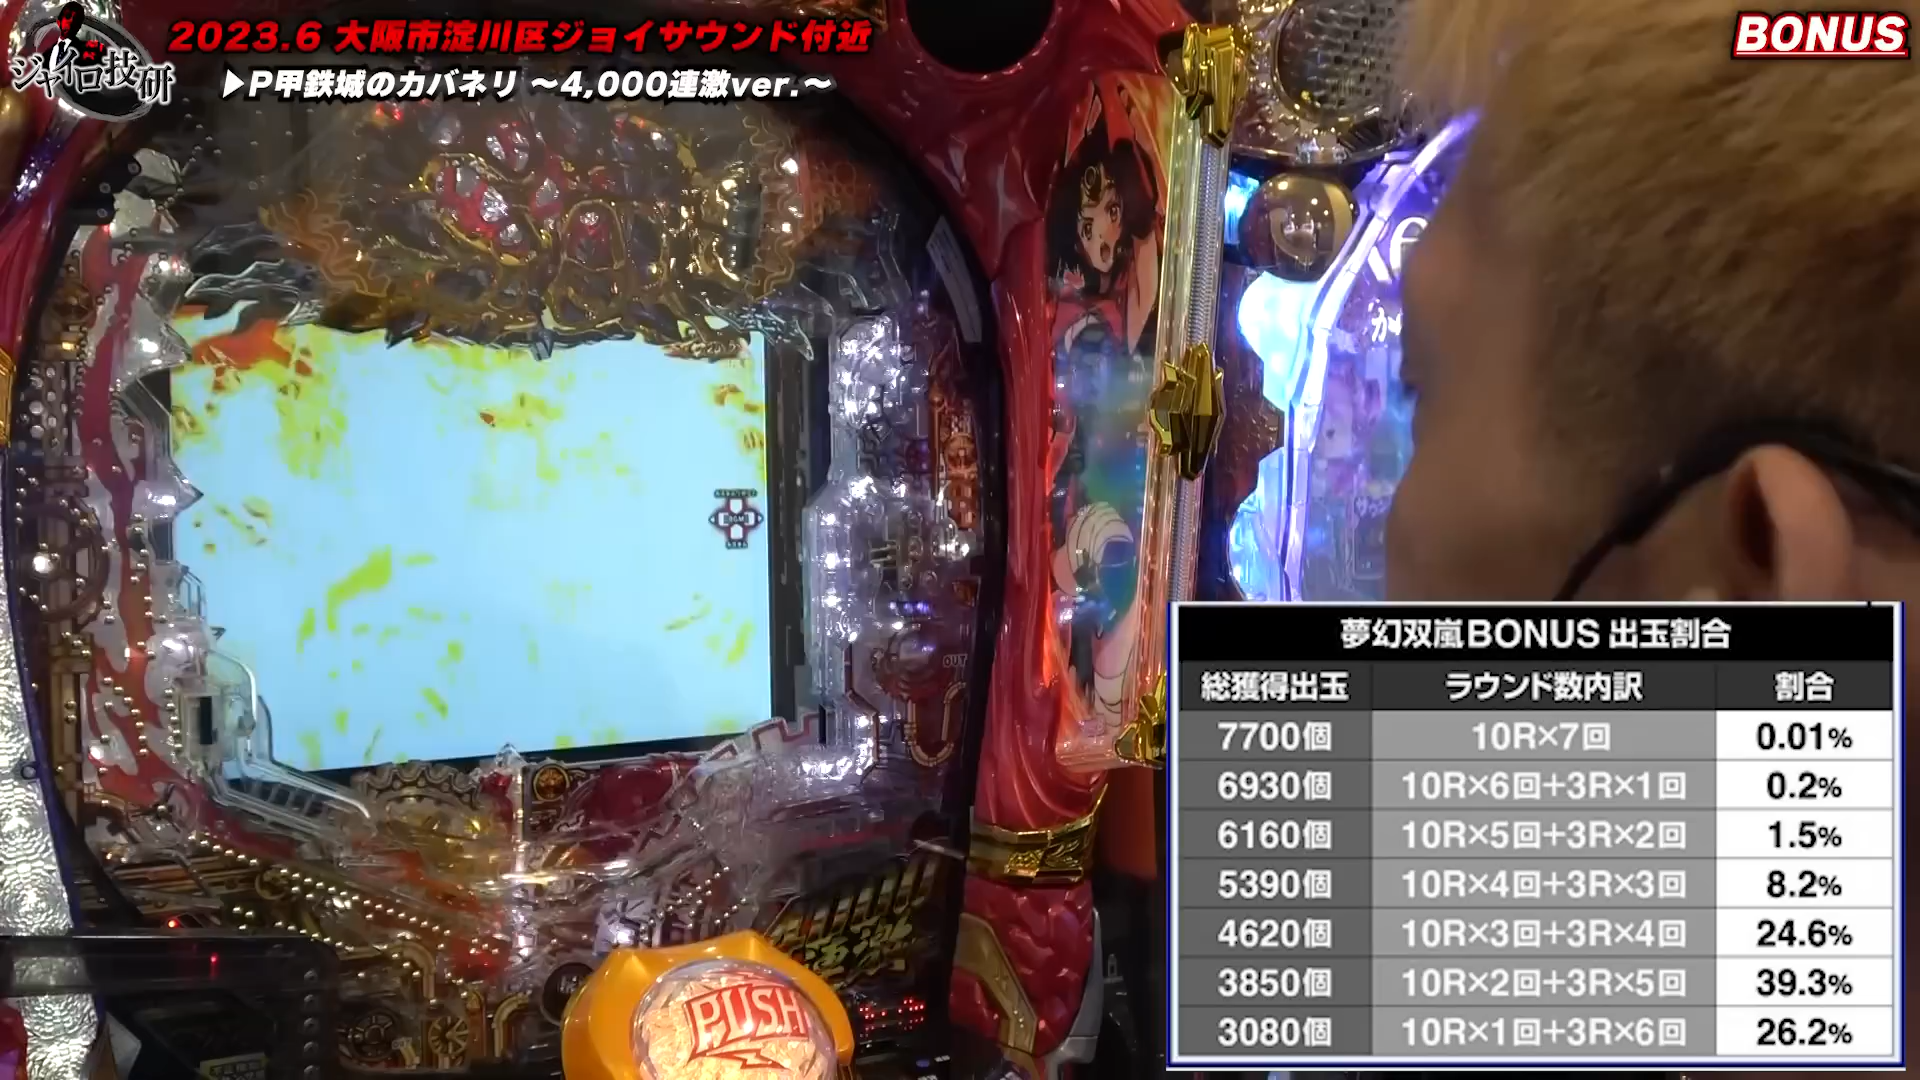 ジャイロ技研
2023.6 大阪市淀川区ジョイサウンド付近
▶P甲鉄城のカバネリ ～4,000連激ver.～
BONUS
BGM
OUT
連激
PUSH
夢幻双嵐BONUS 出玉割合
総獲得出玉 ラウンド数内訳 割合
7700個 10R×7回 0.01%
6930個 10R×6回+3R×1回 0.2%
6160個 10R×5回+3R×2回 1.5%
5390個 10R×4回+3R×3回 8.2%
4620個 10R×3回+3R×4回 24.6%
3850個 10R×2回+3R×5回 39.3%
3080個 10R×1回+3R×6回 26.2%